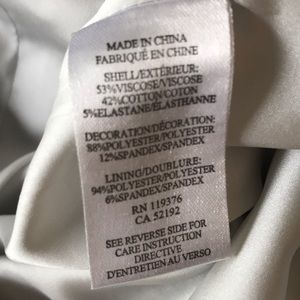 MADE IN CHINA
FABRIQUÉ EN CHINE
SHELL/EXTÉRIEUR:
53%VISCOSE/VISCOSE
42%COTTON/COTON
5%ELASTANE/ÉLASTHANNE
DECORATION/DÉCORATION:
88%POLYESTER/POLYESTER
12%SPANDEX/SPANDEX
LINING/DOUBLURE:
94%POLYESTER/POLYESTER
6%SPANDEX/SPANDEX
RN 119376
CA 52192
SEE REVERSE SIDE FOR
CARE INSTRUCTION
DIRECTIVE
D'ENTRETIEN AU VERSO